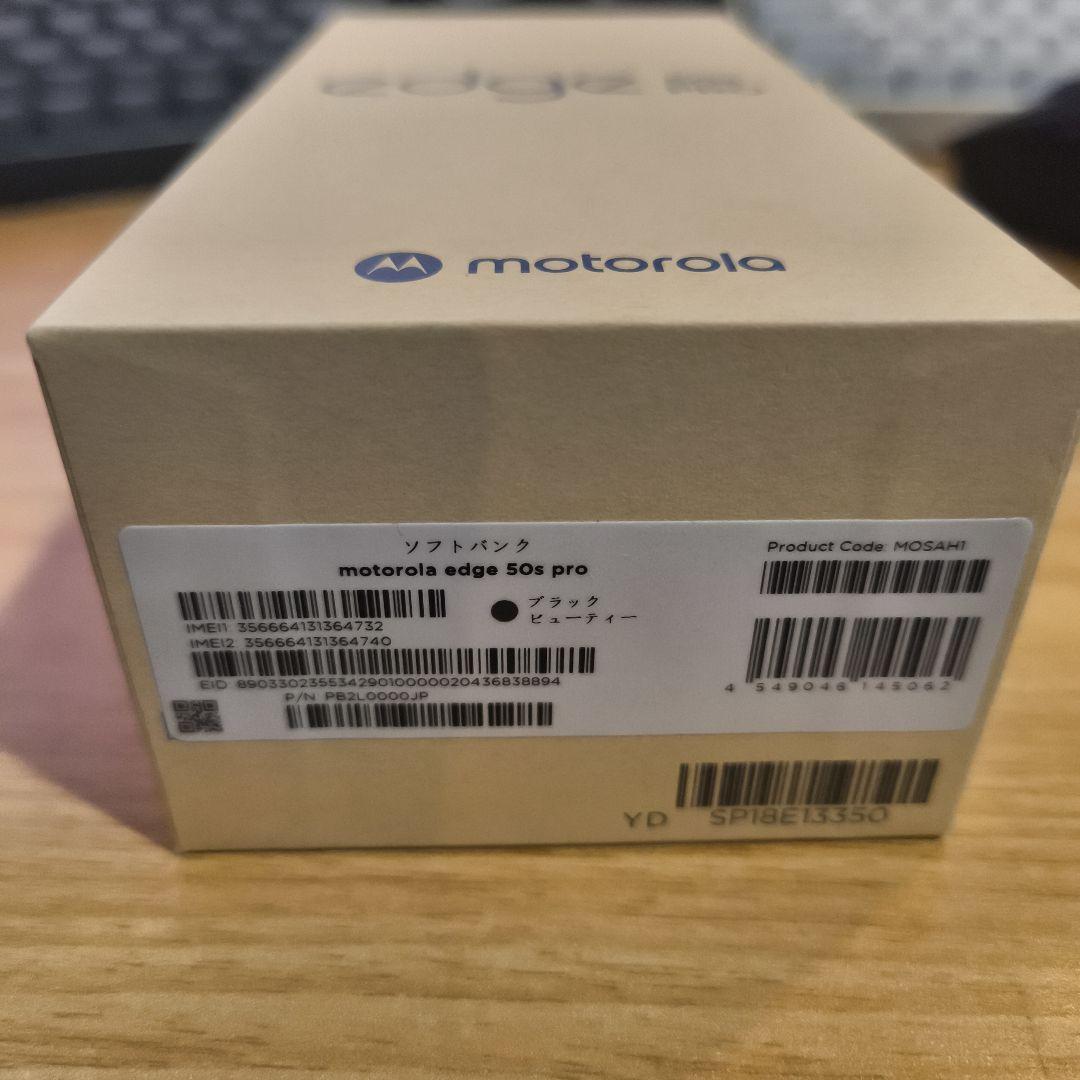 edge
motorola
ソフトバンク
motorola edge 50s pro
ブラック
ビューティー
IMEI1 356664131364732
IMEI2 356664131364740
EID 89033023553429010000020436838894
P/N PB2L0000JP
Product Code: MOSAH1
4 549046 145062
YD SP18E13350